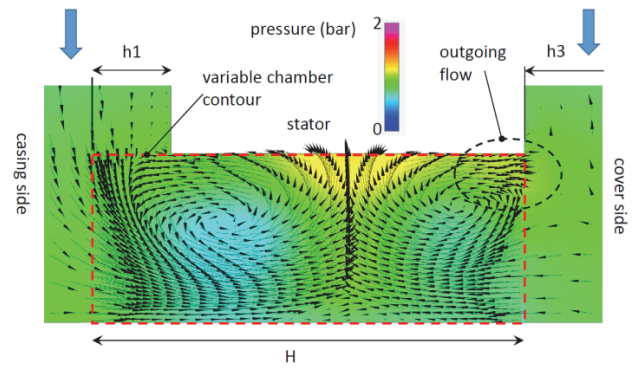 h1
pressure (bar)
2
0
outgoing
flow
h3
variable chamber
contour
stator
casing side
cover side
H